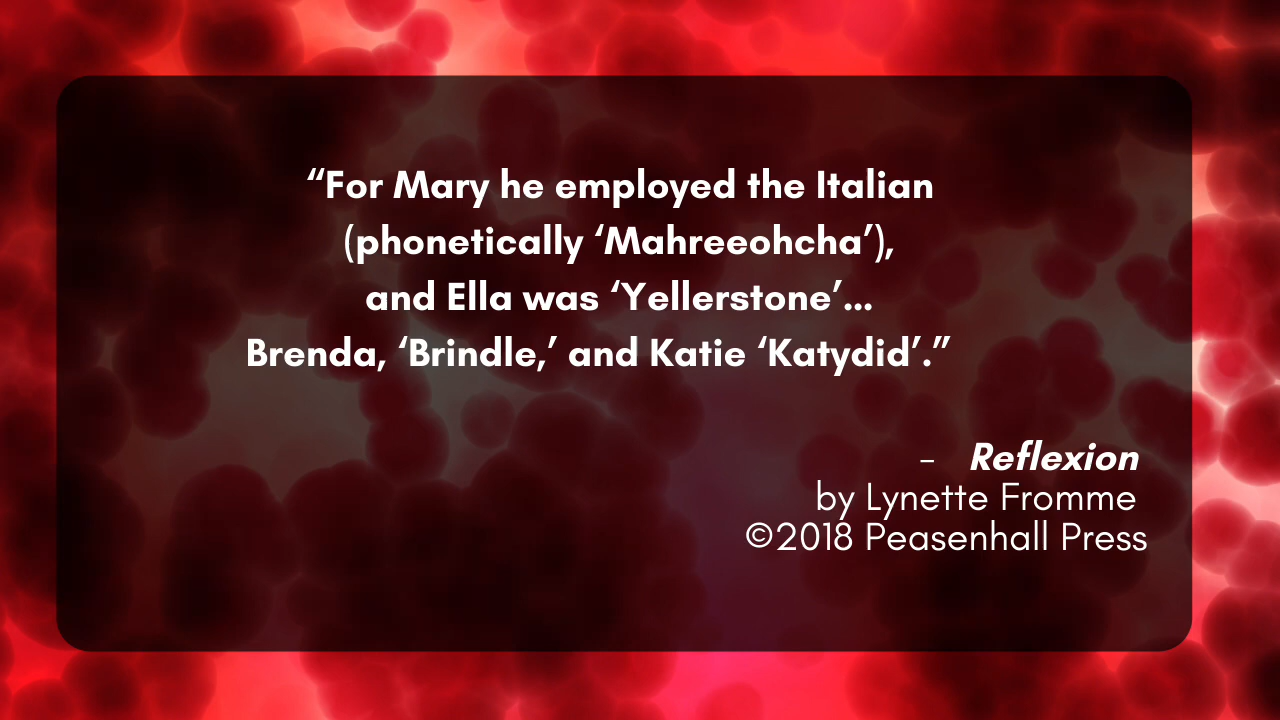 “For Mary he employed the Italian
(phonetically ‘Mahreeohcha’),
and Ella was ‘Yellerstone’...
Brenda, ‘Brindle,’ and Katie ‘Katydid’.”
- Reflexion
by Lynette Fromme
©2018 Peasenhall Press